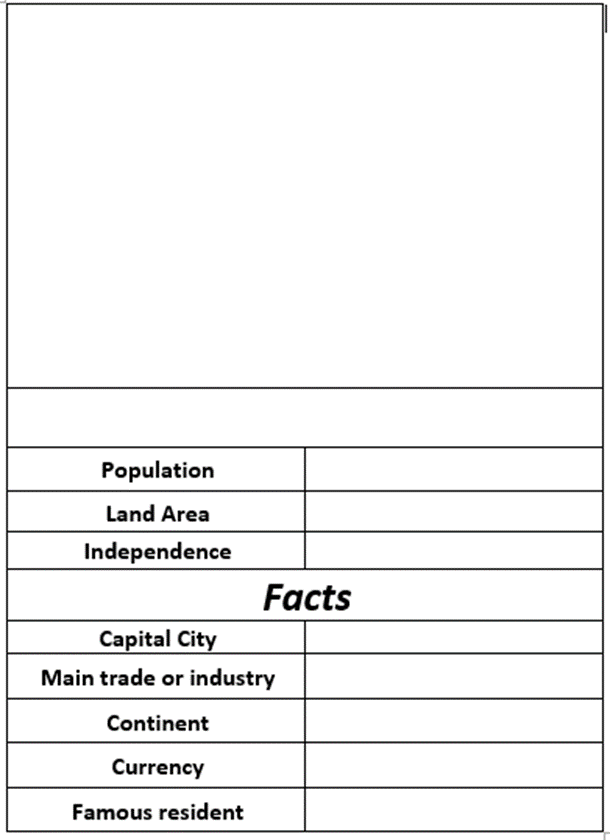 Population
Land Area
Independence
Facts
Capital City
Main trade or industry
Continent
Currency
Famous resident